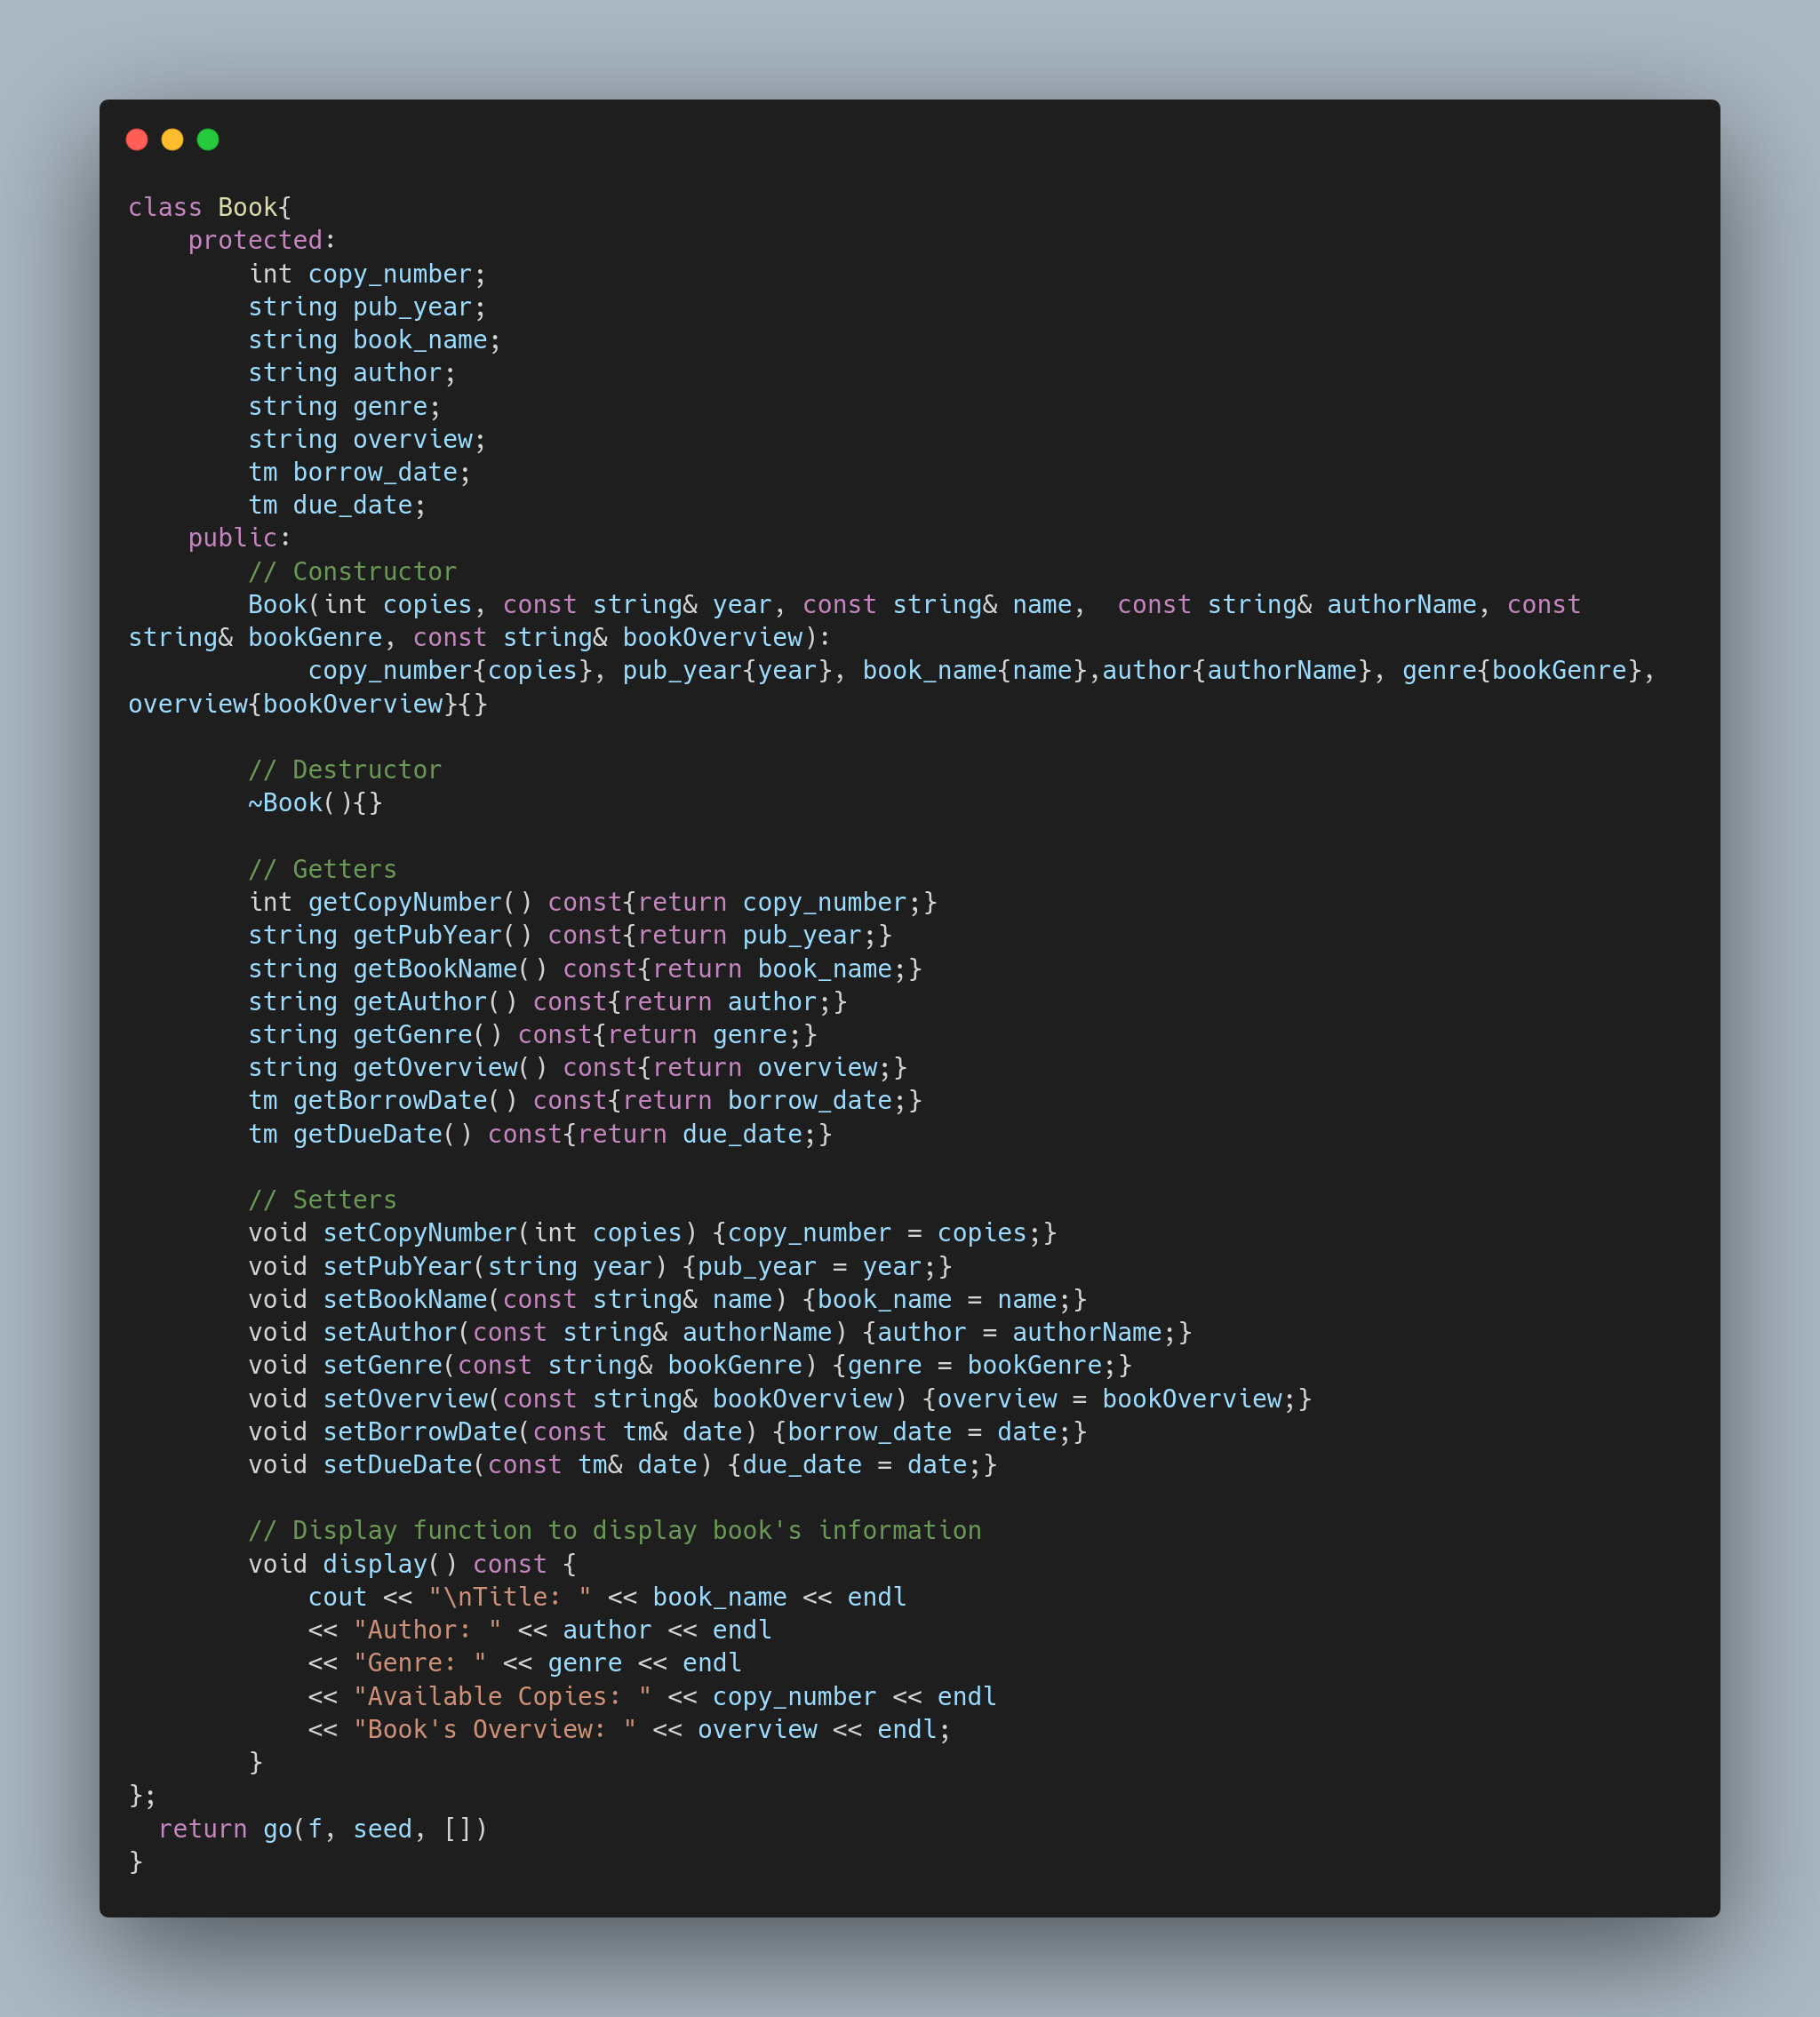 class Book{
    protected:
        int copy_number;
        string pub_year;
        string book_name;
        string author;
        string genre;
        string overview;
        tm borrow_date;
        tm due_date;
    public:
        // Constructor
        Book(int copies, const string& year, const string& name,  const string& authorName, const
string& bookGenre, const string& bookOverview):
            copy_number{copies}, pub_year{year}, book_name{name},author{authorName}, genre{bookGenre},
overview{bookOverview}{}

        // Destructor
        ~Book(){}

        // Getters
        int getCopyNumber() const{return copy_number;}
        string getPubYear() const{return pub_year;}
        string getBookName() const{return book_name;}
        string getAuthor() const{return author;}
        string getGenre() const{return genre;}
        string getOverview() const{return overview;}
        tm getBorrowDate() const{return borrow_date;}
        tm getDueDate() const{return due_date;}

        // Setters
        void setCopyNumber(int copies) {copy_number = copies;}
        void setPubYear(string year) {pub_year = year;}
        void setBookName(const string& name) {book_name = name;}
        void setAuthor(const string& authorName) {author = authorName;}
        void setGenre(const string& bookGenre) {genre = bookGenre;}
        void setOverview(const string& bookOverview) {overview = bookOverview;}
        void setBorrowDate(const tm& date) {borrow_date = date;}
        void setDueDate(const tm& date) {due_date = date;}

        // Display function to display book's information
        void display() const {
            cout << "\nTitle: " << book_name << endl
            << "Author: " << author << endl
            << "Genre: " << genre << endl
            << "Available Copies: " << copy_number << endl
            << "Book's Overview: " << overview << endl;
        }
};
  return go(f, seed, [])
}